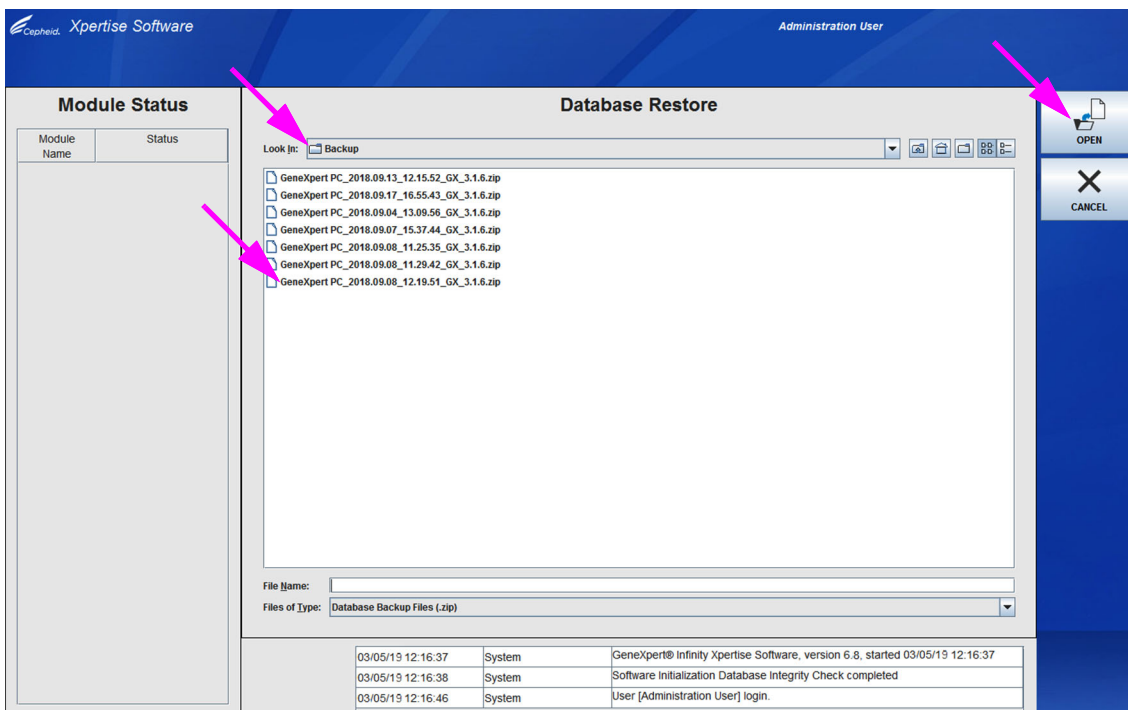 Cepheid. Xpertise Software
Administration User
Module Status
Module Name
Status
Database Restore
Look In: Backup
GeneXpert PC_2018.09.13_12.15.52_GX_3.1.6.zip
GeneXpert PC_2018.09.17_16.55.43_GX_3.1.6.zip
GeneXpert PC_2018.09.04_13.09.56_GX_3.1.6.zip
GeneXpert PC_2018.09.07_15.37.44_GX_3.1.6.zip
GeneXpert PC_2018.09.08_11.25.35_GX_3.1.6.zip
GeneXpert PC_2018.09.08_11.29.42_GX_3.1.6.zip
GeneXpert PC_2018.09.08_12.19.51_GX_3.1.6.zip
File Name:
Files of Type: Database Backup Files (.zip)
OPEN
CANCEL
03/05/19 12:16:37 System GeneXpert® Infinity Xpertise Software, version 6.8, started 03/05/19 12:16:37
03/05/19 12:16:38 System Software Initialization Database Integrity Check completed
03/05/19 12:16:46 System User [Administration User] login.